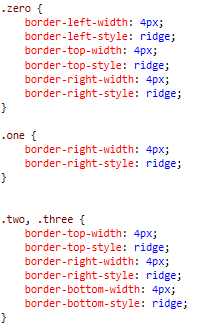 .zero {
border-left-width: 4px;
border-left-style: ridge;
border-top-width: 4px;
border-top-style: ridge;
border-right-width: 4px;
border-right-style: ridge;
}
.one {
border-right-width: 4px;
border-right-style: ridge;
}
.two, .three {
border-top-width: 4px;
border-top-style: ridge;
border-right-width: 4px;
border-right-style: ridge;
border-bottom-width: 4px;
border-bottom-style: ridge;
}